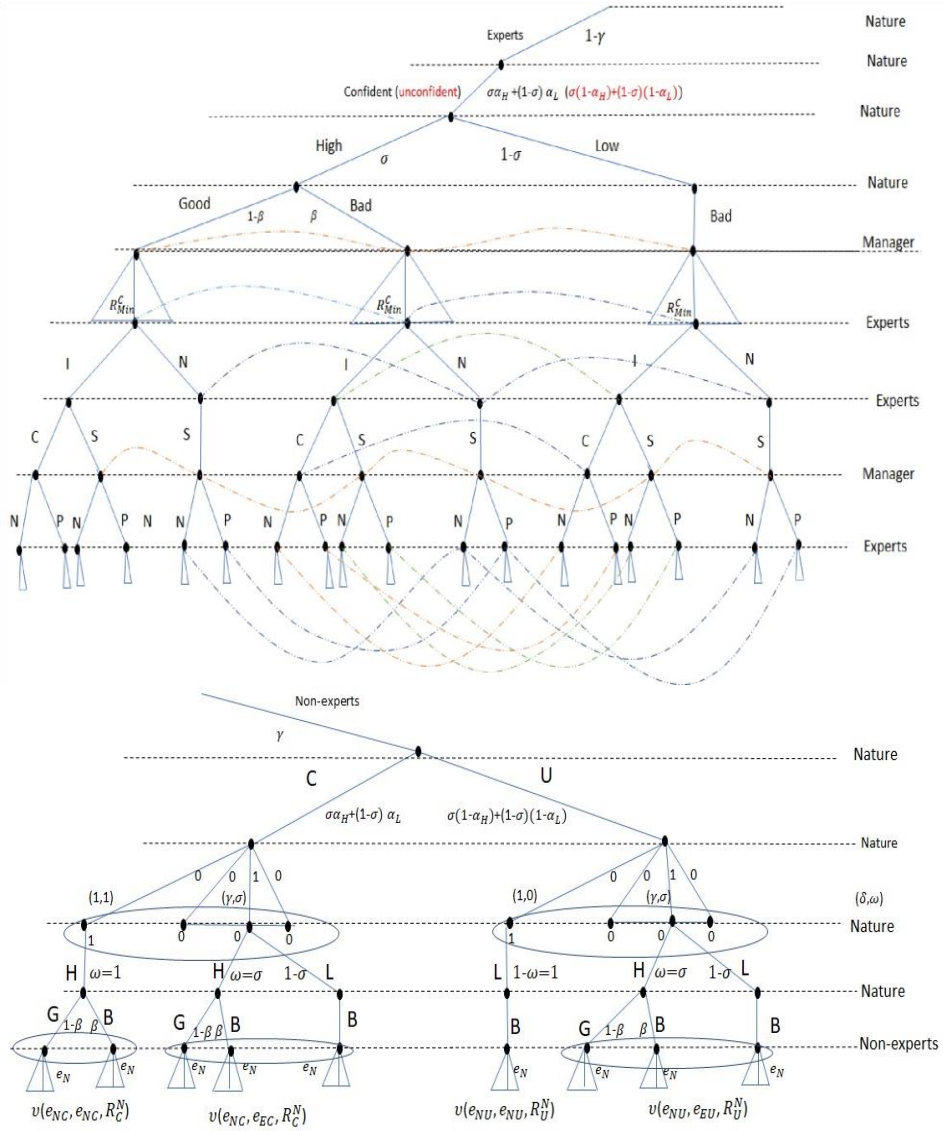 Nature
Experts 1-γ
Nature
Confident (unconfident) σα_H +(1-σ) α_L (σ(1-α_H)+(1-σ)(1-α_L))
Nature
High σ 1-σ Low
Nature
Good 1-β β Bad Bad
Manager
R^C_Min R^C_Min R^C_Min
Experts
I N I N I N
Experts
C S S C S S C S S
Manager
N P N P N N P N P N P N P N P N P N P
Experts
Non-experts
γ
Nature
C U
σα_H+(1-σ) α_L σ(1-α_H)+(1-σ)(1-α_L)
Nature
0 0 1 0 0 0 1 0
(1,1) (γ,σ) (1,0) (γ,σ) (δ,ω)
Nature
1 0 0 0 1 0 0 0
H ω=1 H ω=σ 1-σ L L 1-ω=1 H ω=σ 1-σ L
Nature
G 1-β β B G 1-β β B B B G 1-β β B B
Non-experts
e_N e_N e_N e_N e_N e_N e_N e_N e_N
υ(e_NC, e_NC, R^N_C) υ(e_NC, e_EC, R^N_C) υ(e_NU, e_NU, R^N_U) υ(e_NU, e_EU, R^N_U)